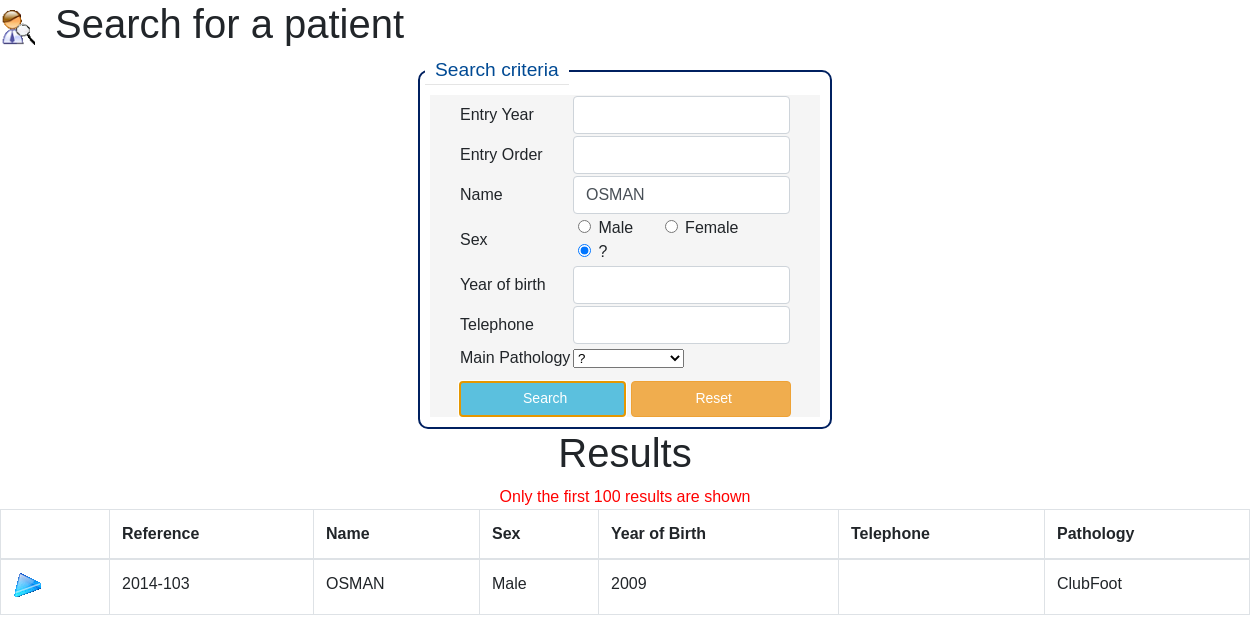 Search for a patient
Search criteria
Entry Year
Entry Order
Name OSMAN
Sex Male Female
?
Year of birth
Telephone
Main Pathology ?
Search Reset
Results
Only the first 100 results are shown
Reference Name Sex Year of Birth Telephone Pathology
2014-103 OSMAN Male 2009 ClubFoot